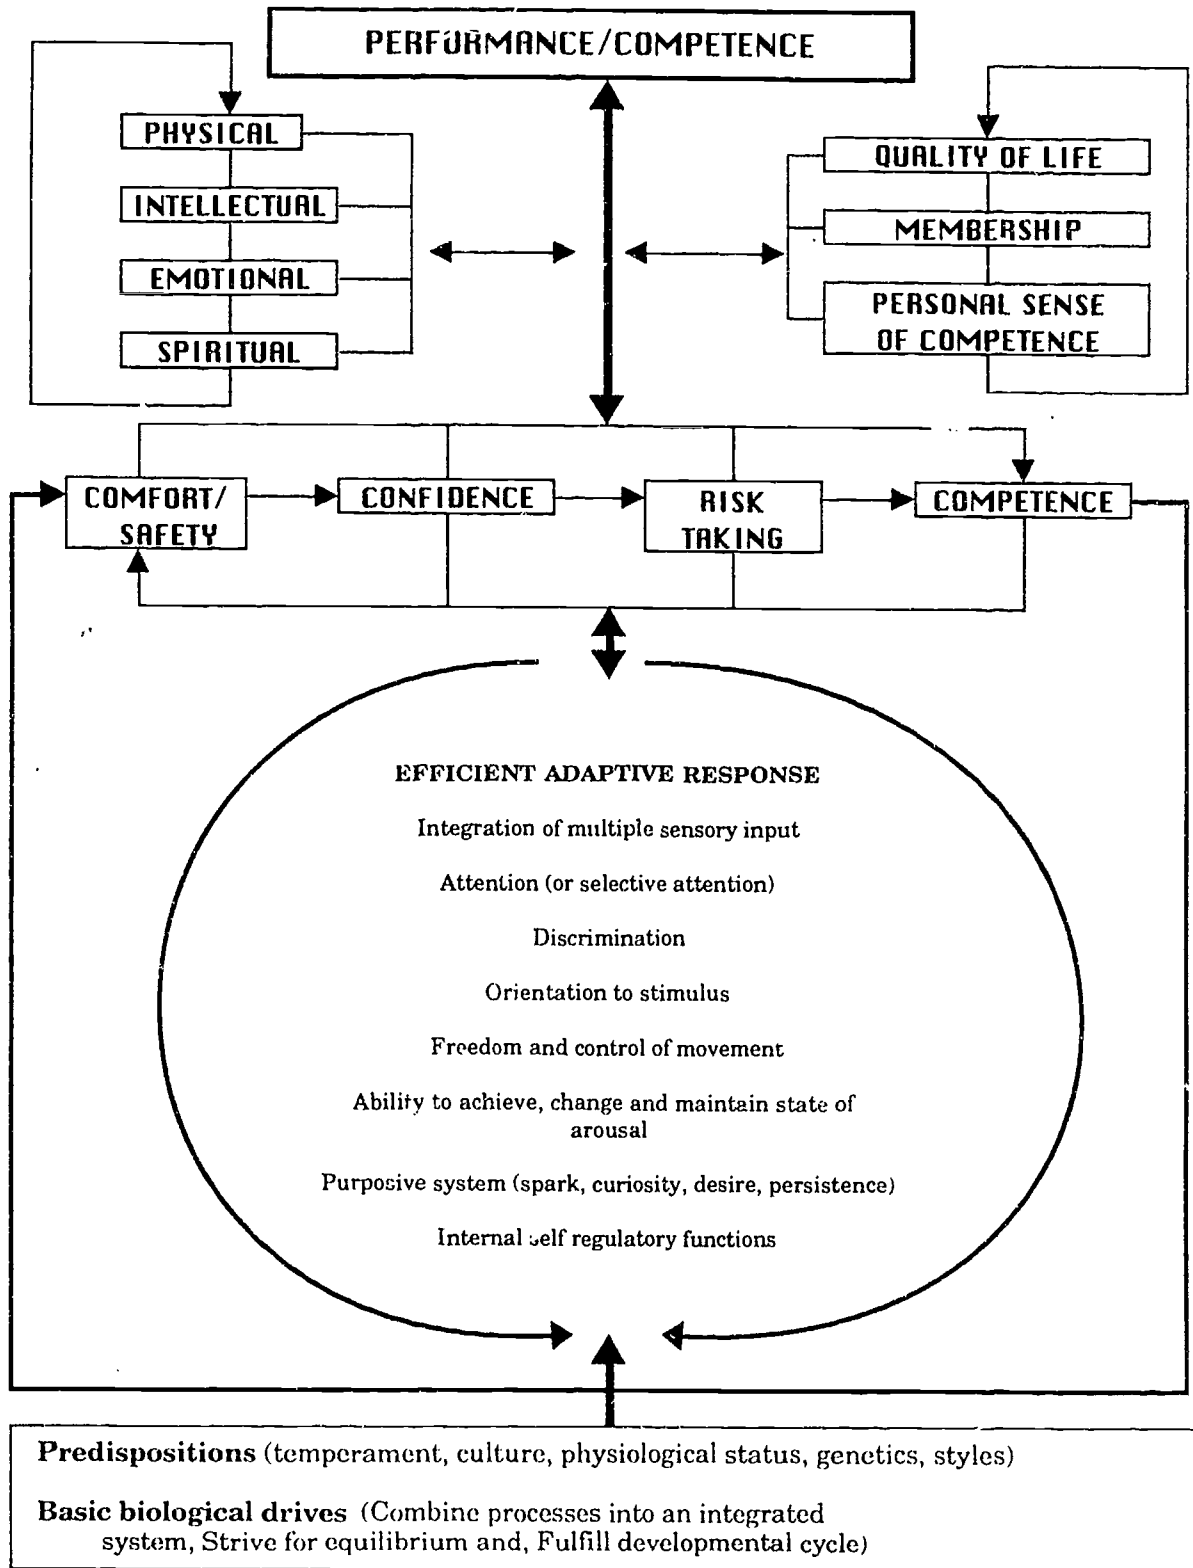 PERFORMANCE/COMPETENCE
PHYSICAL
INTELLECTUAL
EMOTIONAL
SPIRITUAL
QUALITY OF LIFE
MEMBERSHIP
PERSONAL SENSE
OF COMPETENCE
COMFORT/
SAFETY
CONFIDENCE
RISK
TAKING
COMPETENCE
EFFICIENT ADAPTIVE RESPONSE
Integration of multiple sensory input
Attention (or selective attention)
Discrimination
Orientation to stimulus
Freedom and control of movement
Ability to achieve, change and maintain state of
arousal
Purposive system (spark, curiosity, desire, persistence)
Internal self regulatory functions
Predispositions (temperament, culture, physiological status, genetics, styles)
Basic biological drives (Combine processes into an integrated
system, Strive for equilibrium and, Fulfill developmental cycle)